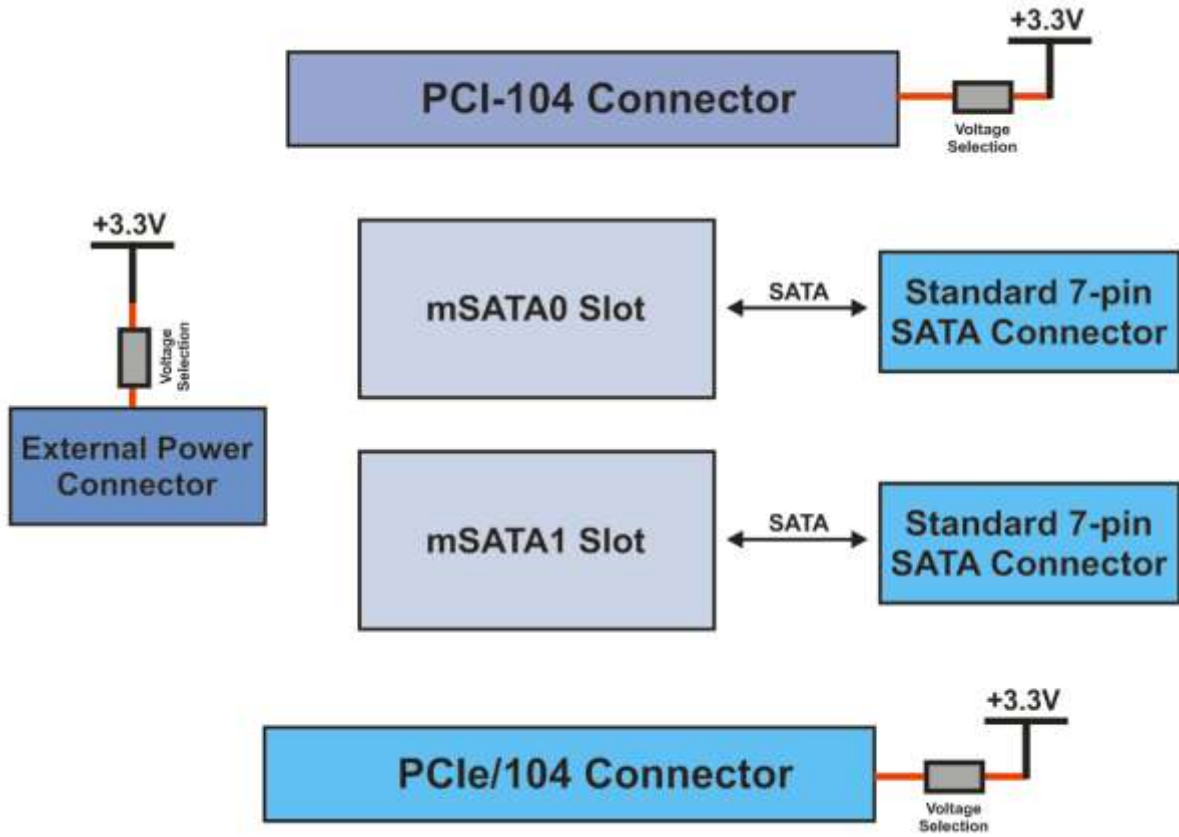 +3.3V
PCI-104 Connector
Voltage
Selection
+3.3V
Voltage
Selection
External Power
Connector
mSATA0 Slot
SATA
Standard 7-pin
SATA Connector
mSATA1 Slot
SATA
Standard 7-pin
SATA Connector
+3.3V
PCIe/104 Connector
Voltage
Selection